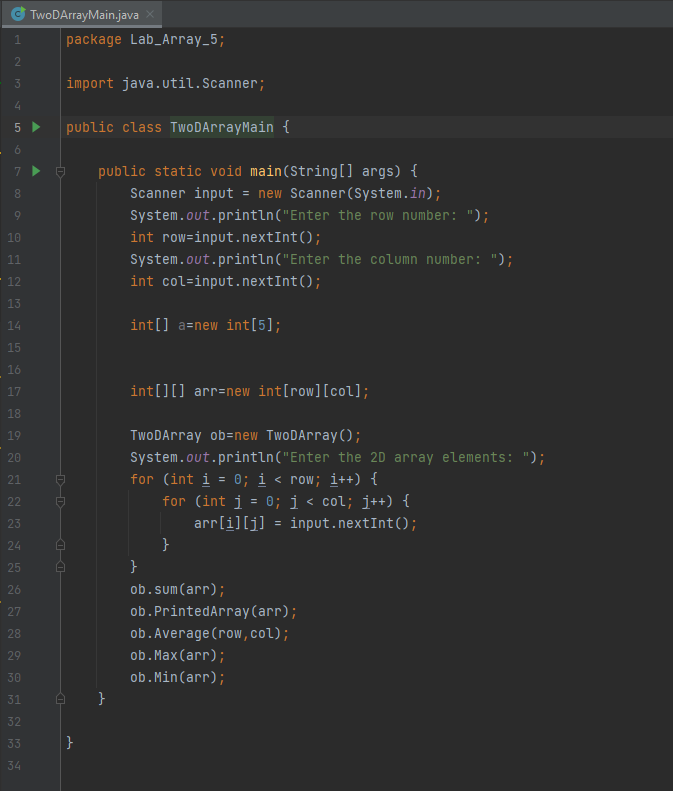 TwoDArrayMain.java
1 package Lab_Array_5;
2
3 import java.util.Scanner;
4
5 public class TwoDArrayMain {
6
7 public static void main(String[] args) {
8 Scanner input = new Scanner(System.in);
9 System.out.println("Enter the row number: ");
10 int row=input.nextInt();
11 System.out.println("Enter the column number: ");
12 int col=input.nextInt();
13
14 int[] a=new int[5];
15
16
17 int[][] arr=new int[row][col];
18
19 TwoDArray ob=new TwoDArray();
20 System.out.println("Enter the 2D array elements: ");
21 for (int i = 0; i < row; i++) {
22 for (int j = 0; j < col; j++) {
23 arr[i][j] = input.nextInt();
24 }
25 }
26 ob.sum(arr);
27 ob.PrintedArray(arr);
28 ob.Average(row,col);
29 ob.Max(arr);
30 ob.Min(arr);
31 }
32
33 }
34